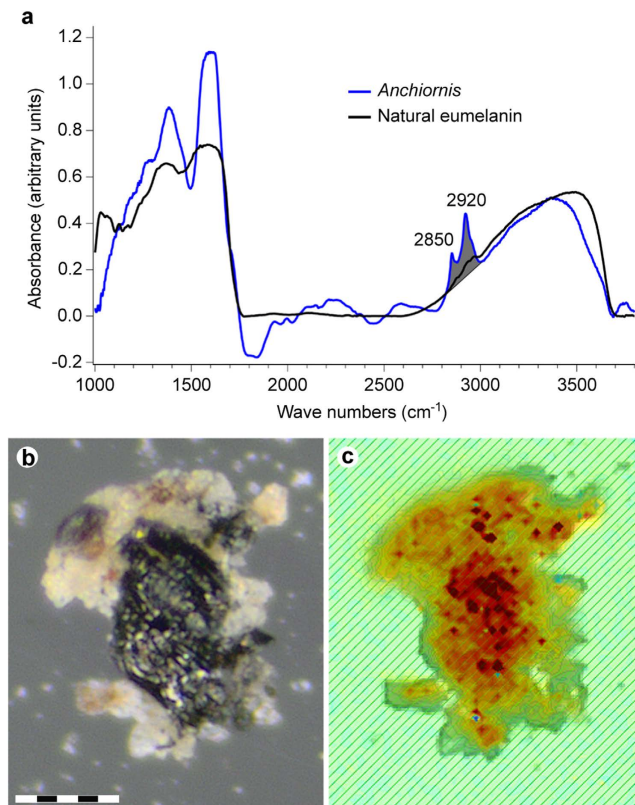 a
1.2
1.0
0.8
0.6
0.4
0.2
0.0
-0.2
Absorbance (arbitrary units)
Anchiornis
Natural eumelanin
2920
2850
1000 1500 2000 2500 3000 3500
Wave numbers (cm⁻¹)
b
c